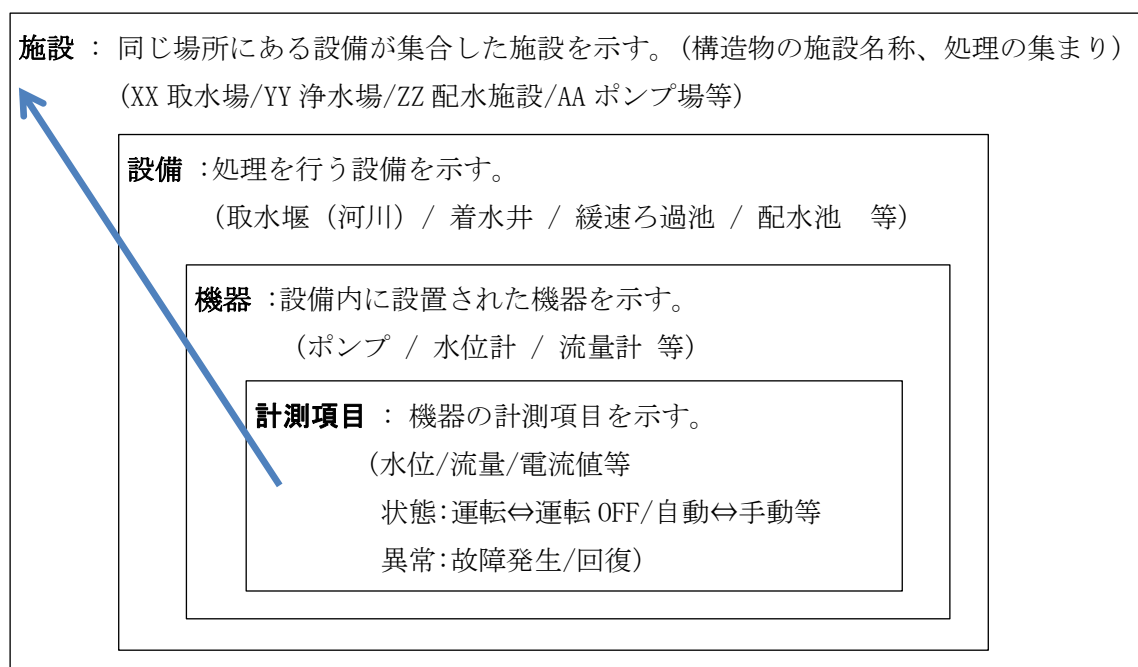 施設 : 同じ場所にある設備が集合した施設を示す。(構造物の施設名称、処理の集まり)
(XX 取水場/YY 浄水場/ZZ 配水施設/AA ポンプ場等)
設備 :処理を行う設備を示す。
(取水堰（河川）/ 着水井 / 緩速ろ過池 / 配水池　等)
機器 :設備内に設置された機器を示す。
(ポンプ / 水位計 / 流量計 等)
計測項目 : 機器の計測項目を示す。
(水位/流量/電流値等
状態:運転⇔運転 OFF/自動⇔手動等
異常:故障発生/回復)